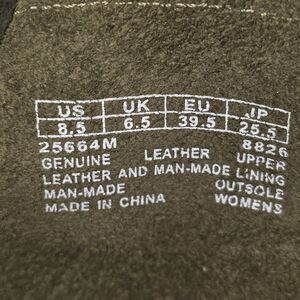 US UK EU JP
8.5 6.5 39.5 25.5
25664M 8826
GENUINE LEATHER UPPER
LEATHER AND MAN-MADE LINING
MAN-MADE OUTSOLE
MADE IN CHINA WOMENS